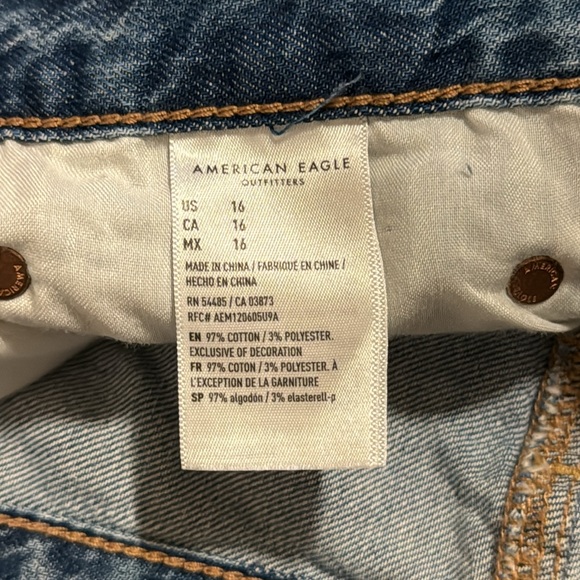 AMERICAN EAGLE
OUTFITTERS
US 16
CA 16
MX 16
MADE IN CHINA / FABRIQUÉ EN CHINE /
HECHO EN CHINA
RN 54485 / CA 03873
RFC# AEM120605U9A
EN 97% COTTON / 3% POLYESTER.
EXCLUSIVE OF DECORATION
FR 97% COTTON / 3% POLYESTER. À
L'EXCEPTION DE LA GARNITURE
SP 97% algodón / 3% elasterell-p